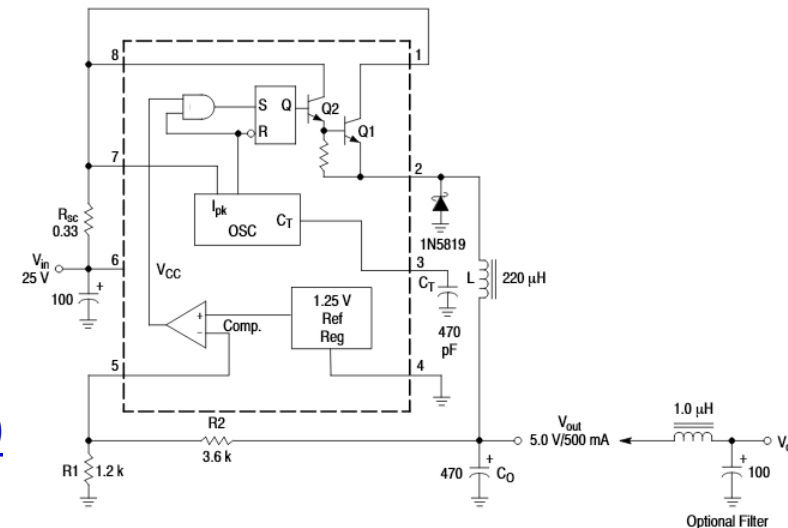 8
1
S Q
R
Q2
Q1
7
2
Ipk
CT
OSC
Rsc
0.33
1N5819
Vin
25 V
6
VCC
100
+
3
CT
L
220 µH
470
pF
1.25 V
Ref
Reg
+
−
Comp.
5
4
R2
3.6 k
R1
1.2 k
Vout
5.0 V/500 mA
1.0 µH
470
+
CO
+
100
Optional Filter